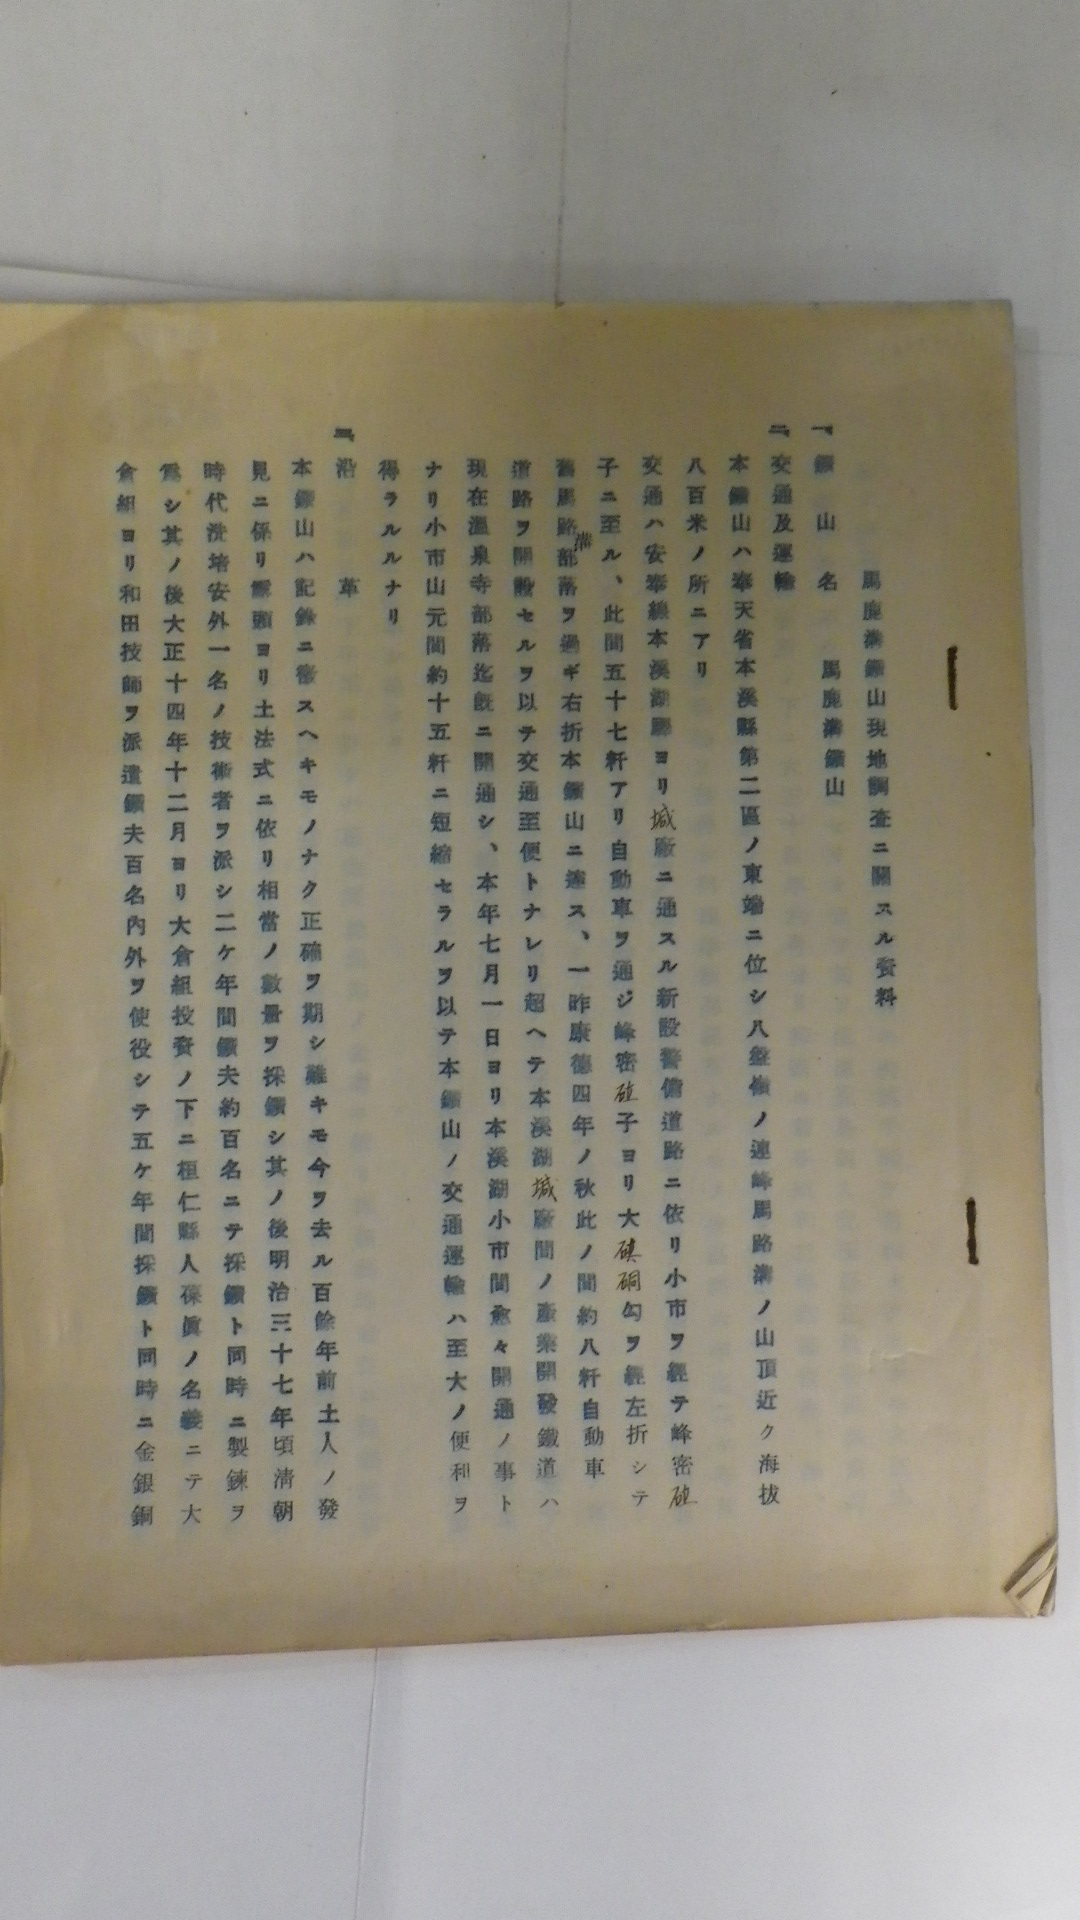 馬鹿溝鑛山現地調査ニ關スル資料
一、鑛山名 馬鹿溝鑛山
二、交通及運輸
本鑛山ハ奉天省本溪縣第二區ノ東端ニ位シ八盤嶺ノ連峰馬路溝ノ山頂近ク海拔
八百米ノ所ニアリ
交通ハ安奉線本溪湖驛ヨリ城廠ニ通スル新設警備道路ニ依リ小市ヲ經テ峰密砬
子ニ至ル、此間五十七粁アリ自動車ヲ通ジ峰密砬子ヨリ大磺硐勾ヲ經左折シテ
舊馬路溝部落ヲ過ギ右折本鑛山ニ達ス、一昨康德四年ノ秋此ノ間約八粁自動車
道路ヲ開設セルヲ以テ交通至便トナレリ超ヘテ本溪湖城廠間ノ產業開發鐵道ハ
現在溫泉寺部落迄既ニ開通シ、本年七月一日ヨリ本溪湖小市間愈々開通ノ事ト
ナリ小市山元間約十五粁ニ短縮セラルヲ以テ本鑛山ノ交通運輸ハ至大ノ便利ヲ
得ラルルナリ
三、沿革
本鑛山ハ記錄ニ徵スヘキモノナク正確ヲ期シ難キモ今ヲ去ル百餘年前土人ノ發
見ニ係リ露頭ヨリ土法式ニ依リ相當ノ數量ヲ採鑛シ其ノ後明治三十七年頃淸朝
時代洗培安外一名ノ技術者ヲ派シ二ケ年間鑛夫約百名ニテ採鑛ト同時ニ製鍊ヲ
爲シ其ノ後大正十四年十二月ヨリ大倉組投資ノ下ニ桓仁縣人葆眞ノ名義ニテ大
倉組ヨリ和田技師ヲ派遣鑛夫百名內外ヲ使役シテ五ケ年間採鑛ト同時ニ金銀銅